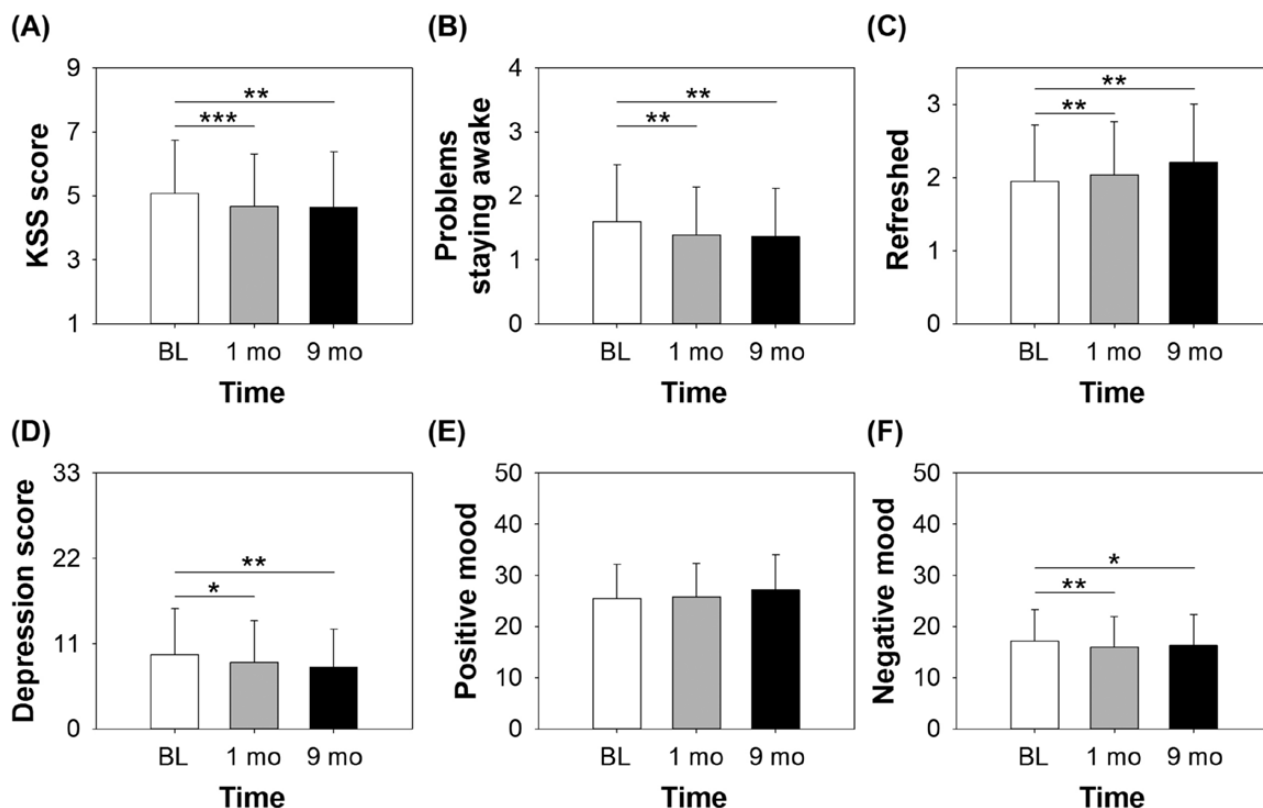 (A)
KSS score
9
7
5
3
1
***
**
BL 1 mo 9 mo
Time
(B)
Problems
staying awake
4
3
2
1
0
**
**
BL 1 mo 9 mo
Time
(C)
Refreshed
3
2
1
0
**
**
BL 1 mo 9 mo
Time
(D)
Depression score
33
22
11
0
**
*
BL 1 mo 9 mo
Time
(E)
Positive mood
50
40
30
20
10
0
BL 1 mo 9 mo
Time
(F)
Negative mood
50
40
30
20
10
0
*
**
BL 1 mo 9 mo
Time